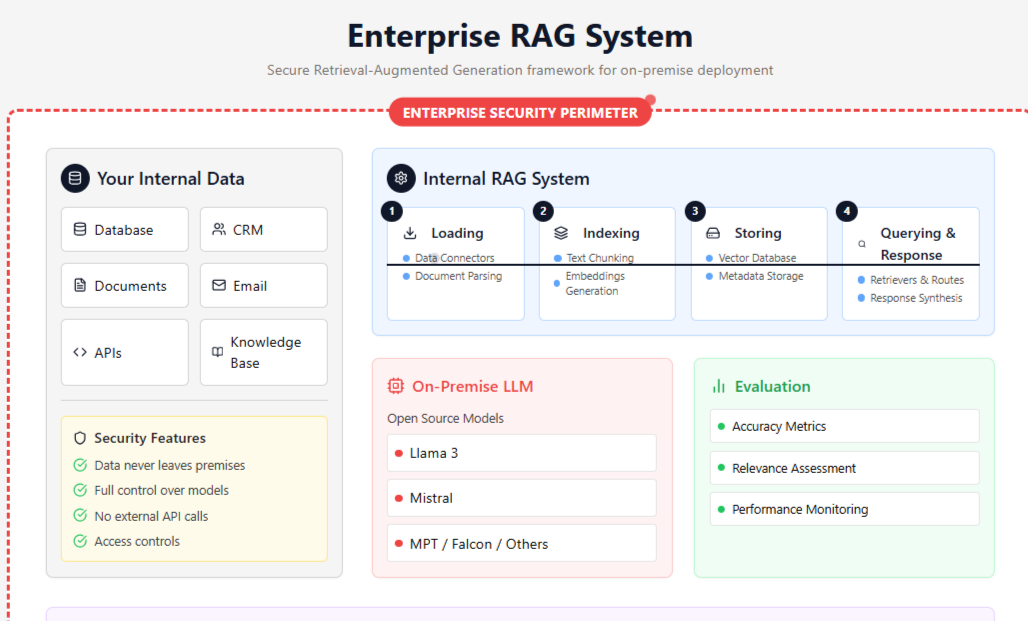 Enterprise RAG System
Secure Retrieval-Augmented Generation framework for on-premise deployment
ENTERPRISE SECURITY PERIMETER
Your Internal Data
Database
CRM
Documents
Email
APIs
Knowledge
Base
Security Features
Data never leaves premises
Full control over models
No external API calls
Access controls
Internal RAG System
1
Loading
Data Connectors
Document Parsing
2
Indexing
Text Chunking
Embeddings
Generation
3
Storing
Vector Database
Metadata Storage
4
Querying &
Response
Retrievers & Routes
Response Synthesis
On-Premise LLM
Open Source Models
Llama 3
Mistral
MPT / Falcon / Others
Evaluation
Accuracy Metrics
Relevance Assessment
Performance Monitoring